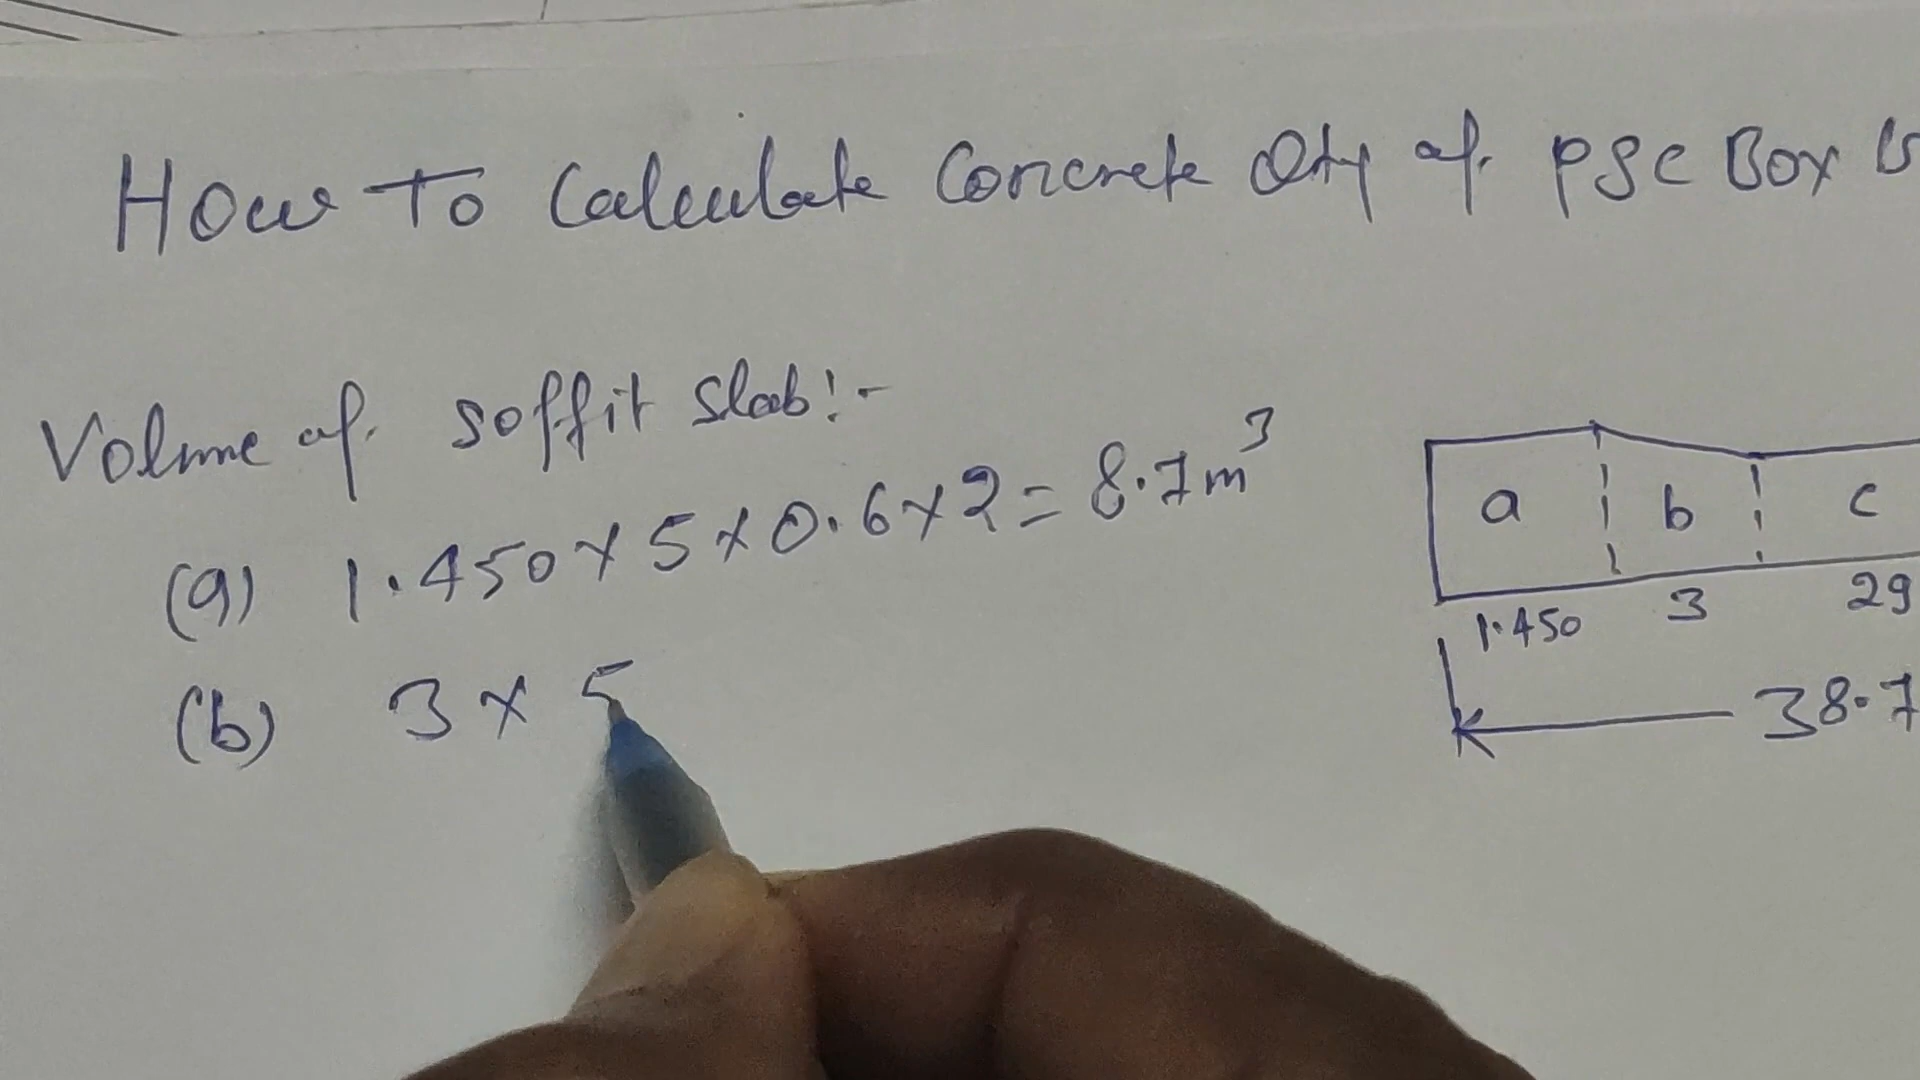 How To Calculate Concrete Qty of PSC Box
Volume of soffit slab:-
(a) 1.450 x 5 x 0.6 x 2 = 8.7 m³
(b) 3 x 5
a b c
1.450 3 29
38.7